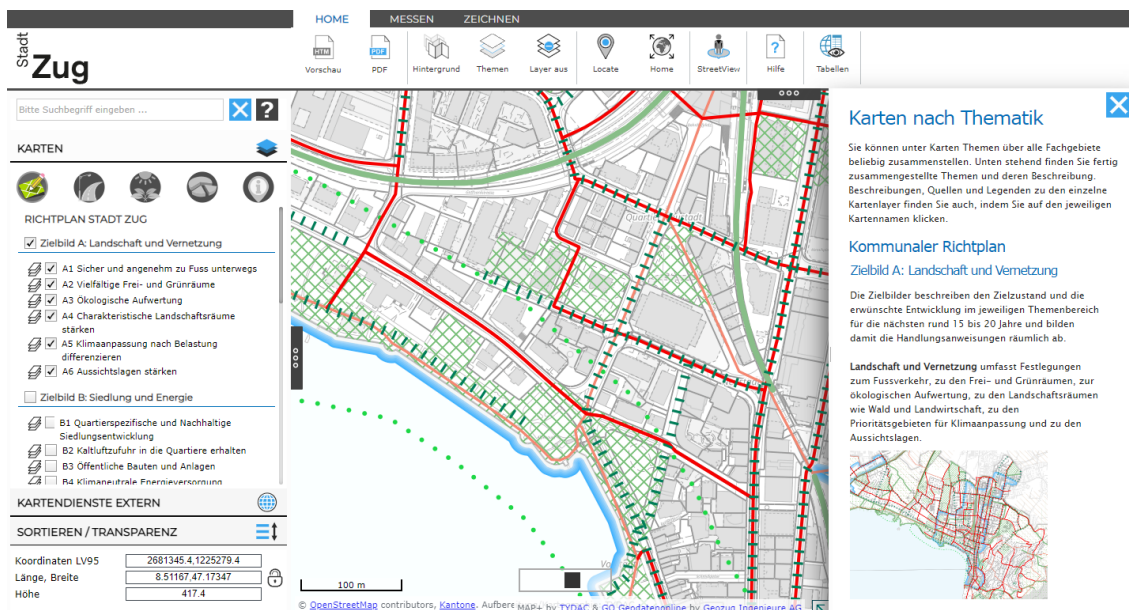 HOME MESSEN ZEICHNEN
Stadt
Zug
HTM PDF ?
Vorschau PDF Hintergrund Themen Layer aus Locate Home StreetView Hilfe Tabellen
Bitte Suchbegriff eingeben ...
?
KARTEN
RICHTPLAN STADT ZUG
Zielbild A: Landschaft und Vernetzung
A1 Sicher und angenehm zu Fuss unterwegs
A2 Vielfältige Frei- und Grünräume
A3 Ökologische Aufwertung
A4 Charakteristische Landschaftsräume
stärken
A5 Klimaanpassung nach Belastung
differenzieren
A6 Aussichtslagen stärken
Zielbild B: Siedlung und Energie
B1 Quartierspezifische und Nachhaltige
Siedlungsentwicklung
B2 Kaltluftzufuhr in die Quartiere erhalten
B3 Öffentliche Bauten und Anlagen
B4 Klimaneutrale Energieversorgung
KARTENDIENSTE EXTERN
SORTIEREN / TRANSPARENZ
Koordinaten LV95 2681345.4,1225279.4
Länge, Breite 8.51167,47.17347
Höhe 417.4
100 m
© OpenStreetMap contributors, Kantone. Aufbere
MAP+ by TYDAC & GO Geodatenonline by Geozug Ingenieure AG
Karten nach Thematik
Sie können unter Karten Themen über alle Fachgebiete
beliebig zusammenstellen. Untenstehend finden Sie fertig
zusammengestellte Themen und deren Beschreibung.
Beschreibungen, Quellen und Legenden zu den einzelne
Kartenlayer finden Sie auch, indem Sie auf den jeweiligen
Kartennamen klicken.
Kommunaler Richtplan
Zielbild A: Landschaft und Vernetzung
Die Zielbilder beschreiben den Zielzustand und die
erwünschte Entwicklung im jeweiligen Themenbereich
für die nächsten rund 15 bis 20 Jahre und bilden
damit die Handlungsanweisungen räumlich ab.
Landschaft und Vernetzung umfasst Festlegungen
zum Fussverkehr, zu den Frei- und Grünräumen, zur
ökologischen Aufwertung, zu den Landschaftsräumen
wie Wald und Landwirtschaft, zu den
Prioritätsgebieten für Klimaanpassung und zu den
Aussichtslagen.